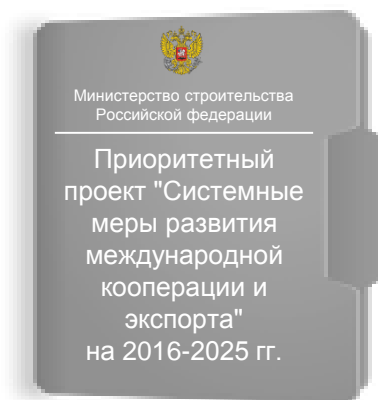 Министерство строительства
Российской федерации
Приоритетный
проект "Системные
меры развития
международной
кооперации и
экспорта"
на 2016-2025 гг.